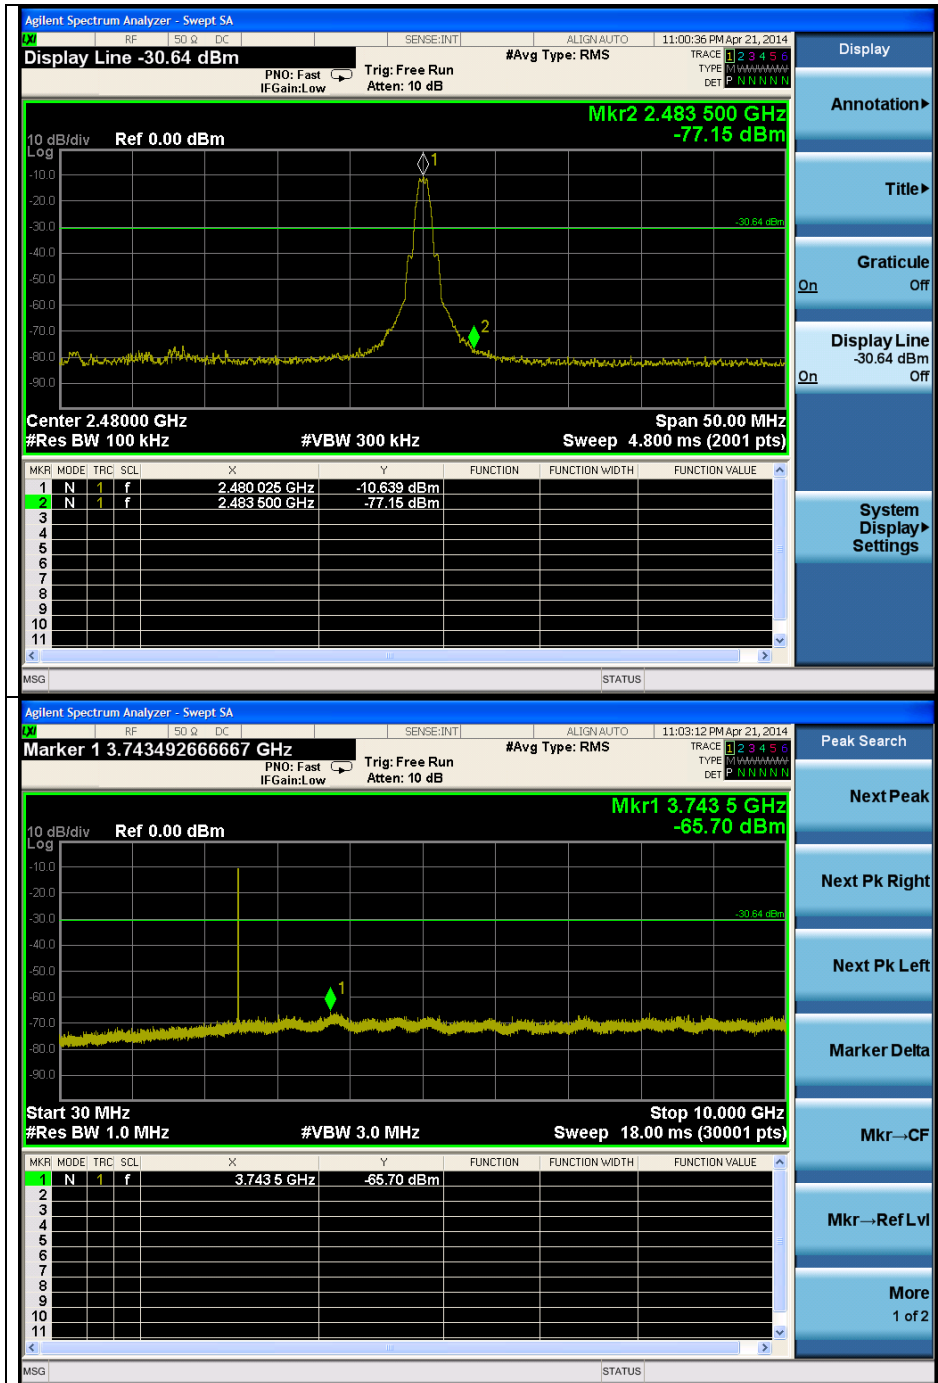 Agilent Spectrum Analyzer - Swept SA
LXI RF 50 Ω DC SENSE:INT ALIGN AUTO 11:00:36 PM Apr 21, 2014
Display Line -30.64 dBm
PNO: Fast
IFGain:Low
Trig: Free Run
Atten: 10 dB
#Avg Type: RMS
TRACE 1 2 3 4 5 6
TYPE M WWWWW
DET P N N N N N
Mkr2 2.483 500 GHz
-77.15 dBm
10 dB/div Ref 0.00 dBm
Log
-10.0
-20.0
-30.0
-40.0
-50.0
-60.0
-70.0
-80.0
-90.0
1
-30.64 dBm
2
Center 2.48000 GHz Span 50.00 MHz
#Res BW 100 kHz #VBW 300 kHz Sweep 4.800 ms (2001 pts)
MKR MODE TRC SCL X Y FUNCTION FUNCTION WIDTH FUNCTION VALUE
1 N 1 f 2.480 025 GHz -10.639 dBm
2 N 1 f 2.483 500 GHz -77.15 dBm
3
4
5
6
7
8
9
10
11
MSG STATUS
Display
Annotation
Title
Graticule
On Off
Display Line
-30.64 dBm
On Off
System
Display
Settings
Agilent Spectrum Analyzer - Swept SA
LXI RF 50 Ω DC SENSE:INT ALIGN AUTO 11:03:12 PM Apr 21, 2014
Marker 1 3.743492666667 GHz
PNO: Fast
IFGain:Low
Trig: Free Run
Atten: 10 dB
#Avg Type: RMS
TRACE 1 2 3 4 5 6
TYPE M WWWWW
DET P N N N N N
Mkr1 3.743 5 GHz
-65.70 dBm
10 dB/div Ref 0.00 dBm
Log
-10.0
-20.0
-30.0
-40.0
-50.0
-60.0
-70.0
-80.0
-90.0
-30.64 dBm
1
Start 30 MHz Stop 10.000 GHz
#Res BW 1.0 MHz #VBW 3.0 MHz Sweep 18.00 ms (30001 pts)
MKR MODE TRC SCL X Y FUNCTION FUNCTION WIDTH FUNCTION VALUE
1 N 1 f 3.743 5 GHz -65.70 dBm
2
3
4
5
6
7
8
9
10
11
MSG STATUS
Peak Search
Next Peak
Next Pk Right
Next Pk Left
Marker Delta
Mkr→CF
Mkr→Ref Lvl
More
1 of 2